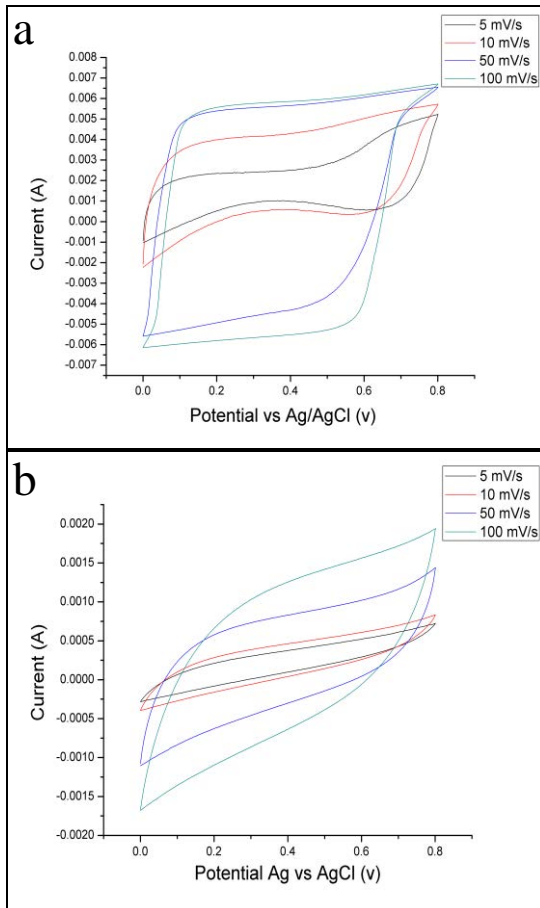 a
5 mV/s
10 mV/s
50 mV/s
100 mV/s
0.008
0.007
0.006
0.005
0.004
0.003
0.002
0.001
0.000
-0.001
-0.002
-0.003
-0.004
-0.005
-0.006
-0.007
Current (A)
0.0 0.2 0.4 0.6 0.8
Potential vs Ag/AgCl (v)
b
5 mV/s
10 mV/s
50 mV/s
100 mV/s
0.0020
0.0015
0.0010
0.0005
0.0000
-0.0005
-0.0010
-0.0015
-0.0020
Current (A)
0.0 0.2 0.4 0.6 0.8
Potential Ag vs AgCl (v)